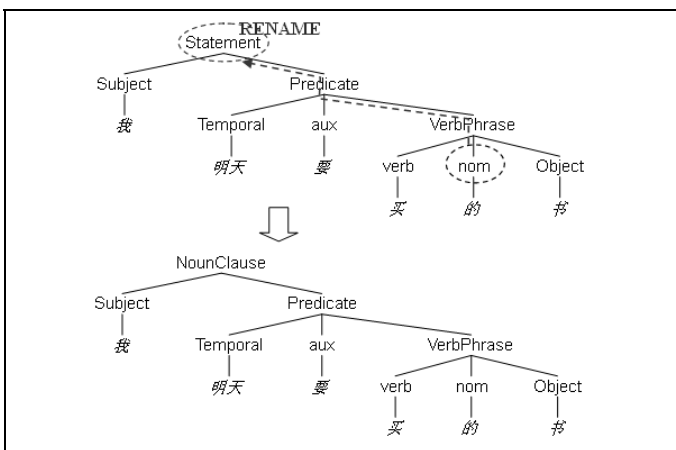 RENAME
Statement
Subject Predicate
我 Temporal aux VerbPhrase
明天 要 verb nom Object
买 的 书
NounClause
Subject Predicate
我 Temporal aux VerbPhrase
明天 要 verb nom Object
买 的 书